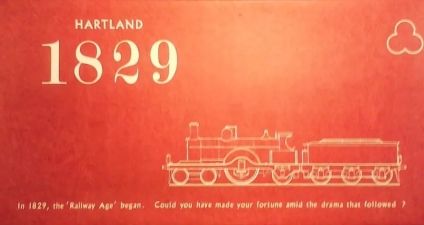 HARTLAND
1829
In 1829, the 'Railway Age' began. Could you have made your fortune amid the drama that followed ?